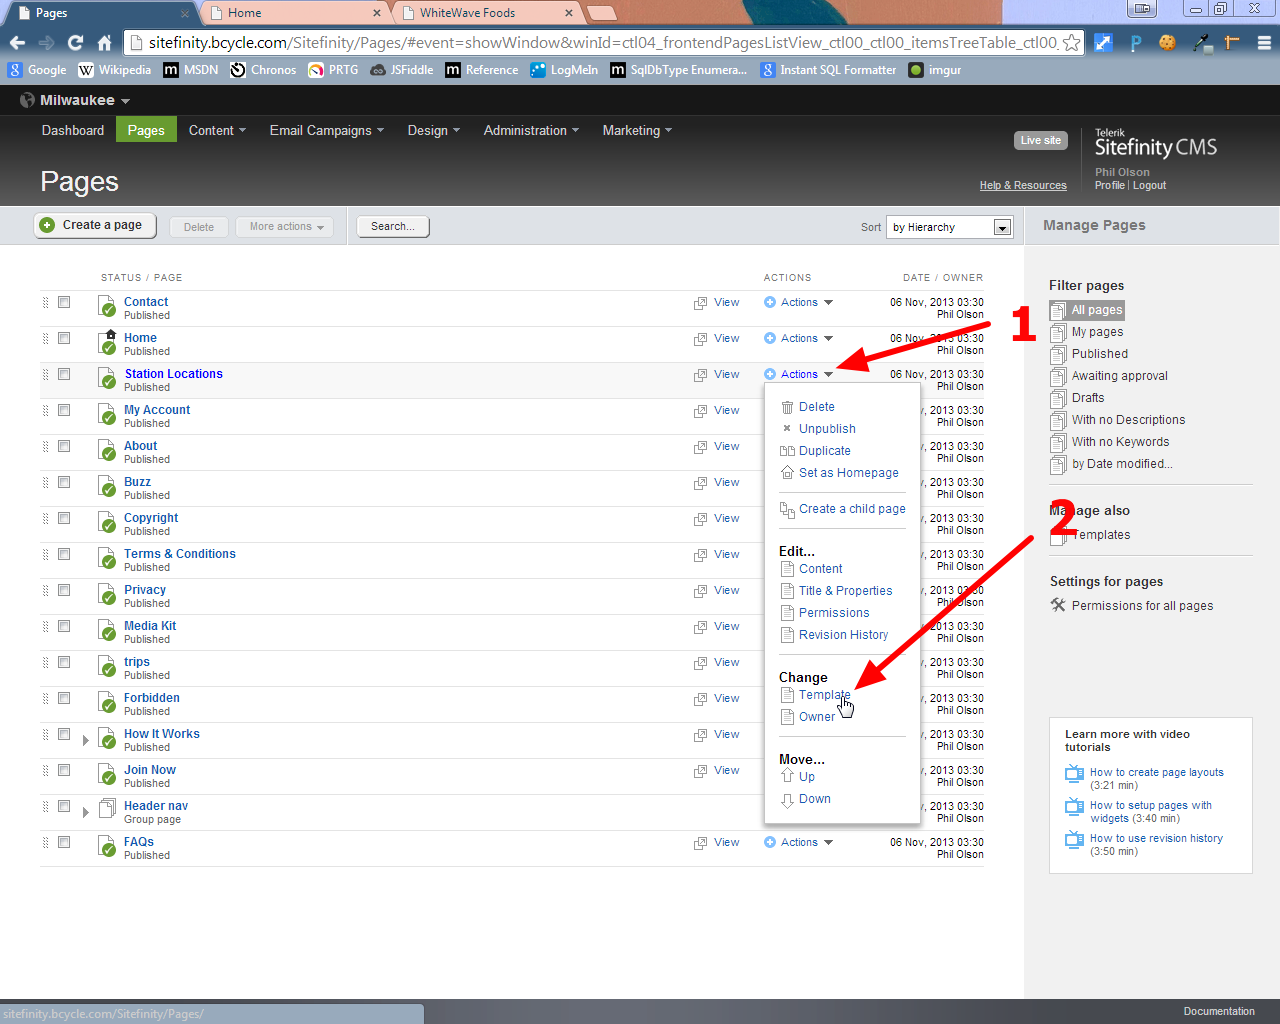 Pages
Home
WhiteWave Foods
sitefinity.bcycle.com/Sitefinity/Pages/#event=showWindow&winId=ctl04_frontendPagesListView_ctl00_ctl00_itemsTreeTable_ctl00_
Google Wikipedia MSDN Chronos PRTG JSFiddle Reference LogMeIn SqlDbType Enumera... Instant SQL Formatter imgur
Milwaukee
Dashboard Pages Content Email Campaigns Design Administration Marketing
Live site
Telerik
Sitefinity CMS
Phil Olson
Profile | Logout
Help & Resources
Pages
Create a page Delete More actions Search... Sort by Hierarchy
Manage Pages
STATUS / PAGE ACTIONS DATE / OWNER
Contact View Actions 06 Nov, 2013 03:30
Published Phil Olson
Home View Actions 06 Nov, 2013 03:30
Published Phil Olson
1
Station Locations View Actions 06 Nov, 2013 03:30
Published Phil Olson
My Account View , 2013 03:30
Published Phil Olson
About View , 2013 03:30
Published Phil Olson
Buzz View , 2013 03:30
Published Phil Olson
Copyright View , 2013 03:30
Published Phil Olson
Terms & Conditions View , 2013 03:30
Published Phil Olson
Privacy View , 2013 03:30
Published Phil Olson
Media Kit View , 2013 03:30
Published Phil Olson
trips View , 2013 03:30
Published Phil Olson
Forbidden View , 2013 03:30
Published Phil Olson
How It Works View , 2013 03:30
Published Phil Olson
Join Now View , 2013 03:30
Published Phil Olson
Header nav , 2013 03:30
Group page Phil Olson
FAQs View Actions 06 Nov, 2013 03:30
Published Phil Olson
Delete
Unpublish
Duplicate
Set as Homepage
Create a child page
Edit...
Content
Title & Properties
Permissions
Revision History
Change
Template
Owner
Move...
Up
Down
Filter pages
All pages
My pages
Published
Awaiting approval
Drafts
With no Descriptions
With no Keywords
by Date modified...
2
Manage also
Templates
Settings for pages
Permissions for all pages
Learn more with video
tutorials
How to create page layouts
(3:21 min)
How to setup pages with
widgets (3:40 min)
How to use revision history
(3:50 min)
sitefinity.bcycle.com/Sitefinity/Pages/
Documentation